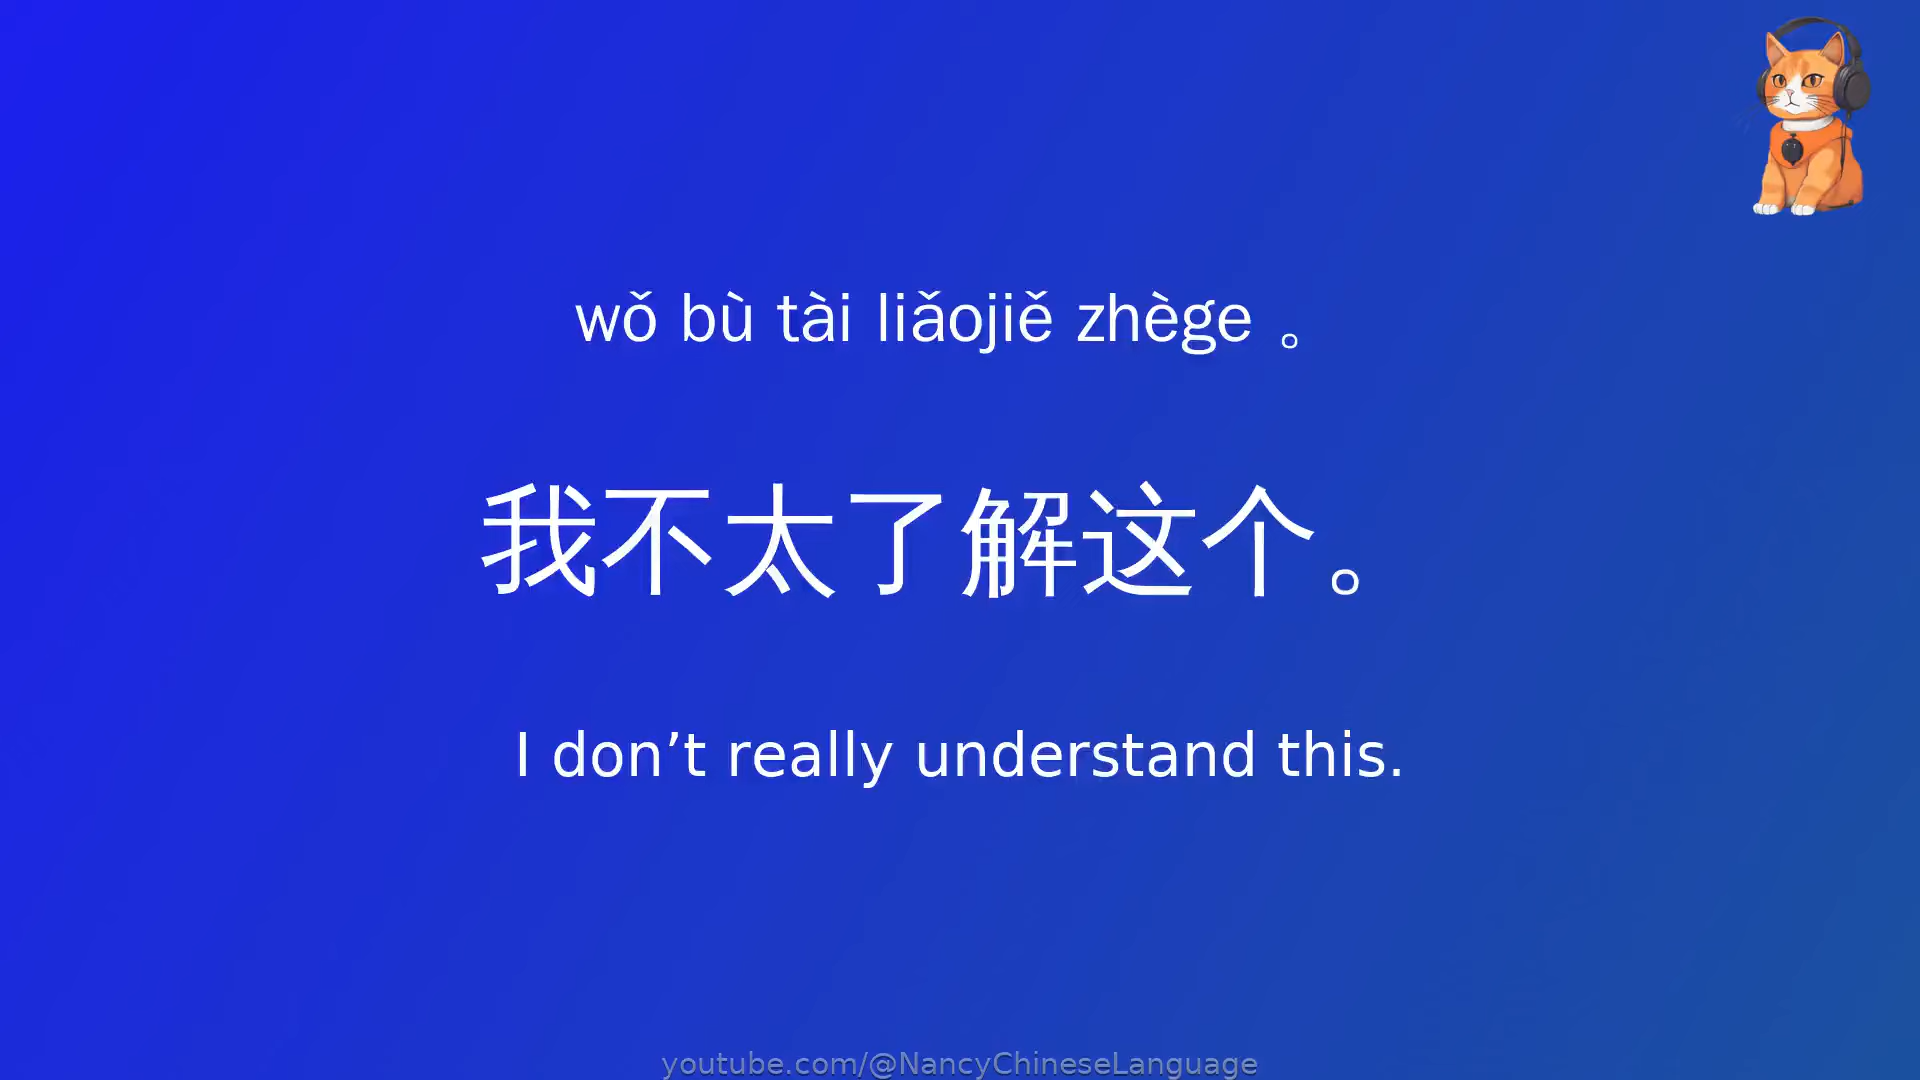 wǒ bù tài liǎojiě zhège 。
我不太了解这个。
I don’t really understand this.
youtube.com/@NancyChineseLanguage